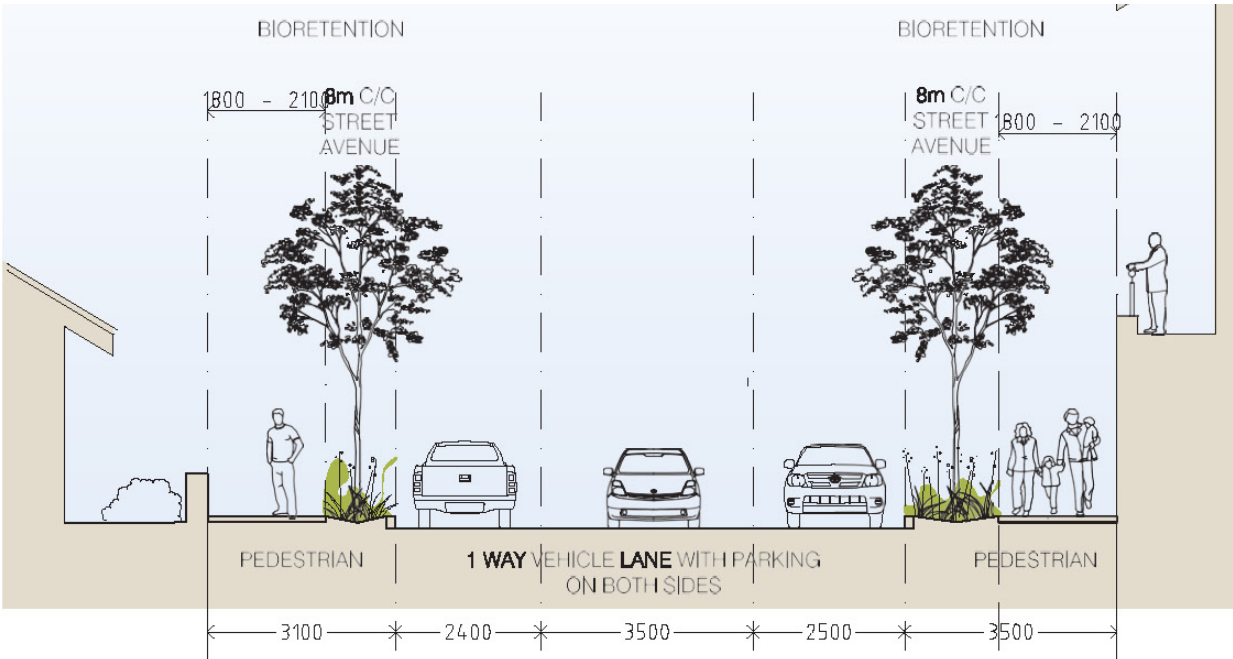 BIORETENTION
BIORETENTION
1800 - 2100
8m C/C
STREET
AVENUE
8m C/C
STREET
AVENUE
1800 - 2100
PEDESTRIAN
1 WAY VEHICLE LANE WITH PARKING
ON BOTH SIDES
PEDESTRIAN
3100
2400
3500
2500
3500